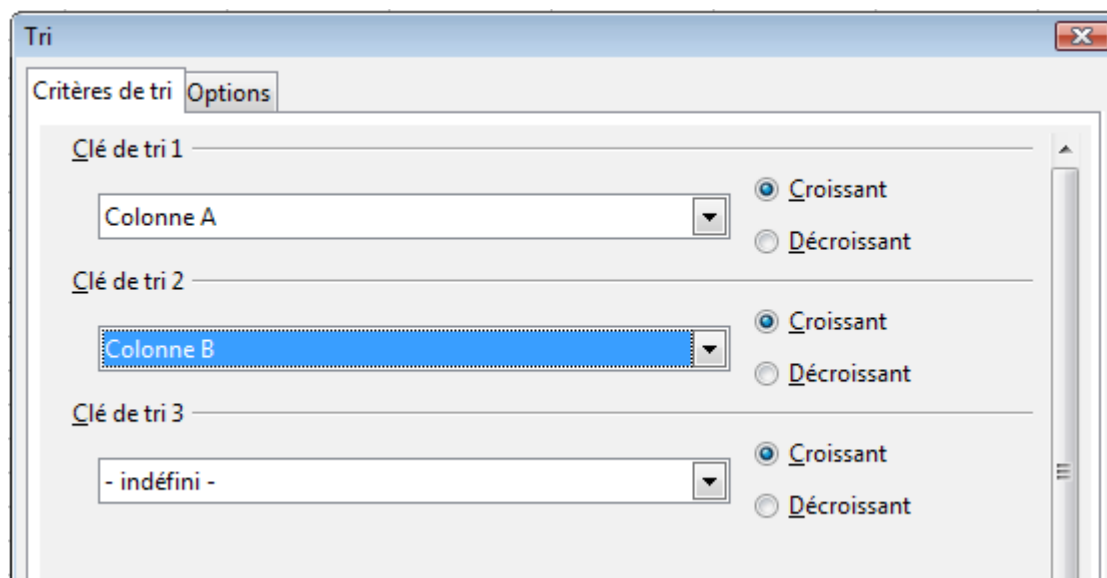 Tri
Critères de tri Options
Clé de tri 1
Colonne A
Croissant
Décroissant
Clé de tri 2
Colonne B
Croissant
Décroissant
Clé de tri 3
- indéfini -
Croissant
Décroissant